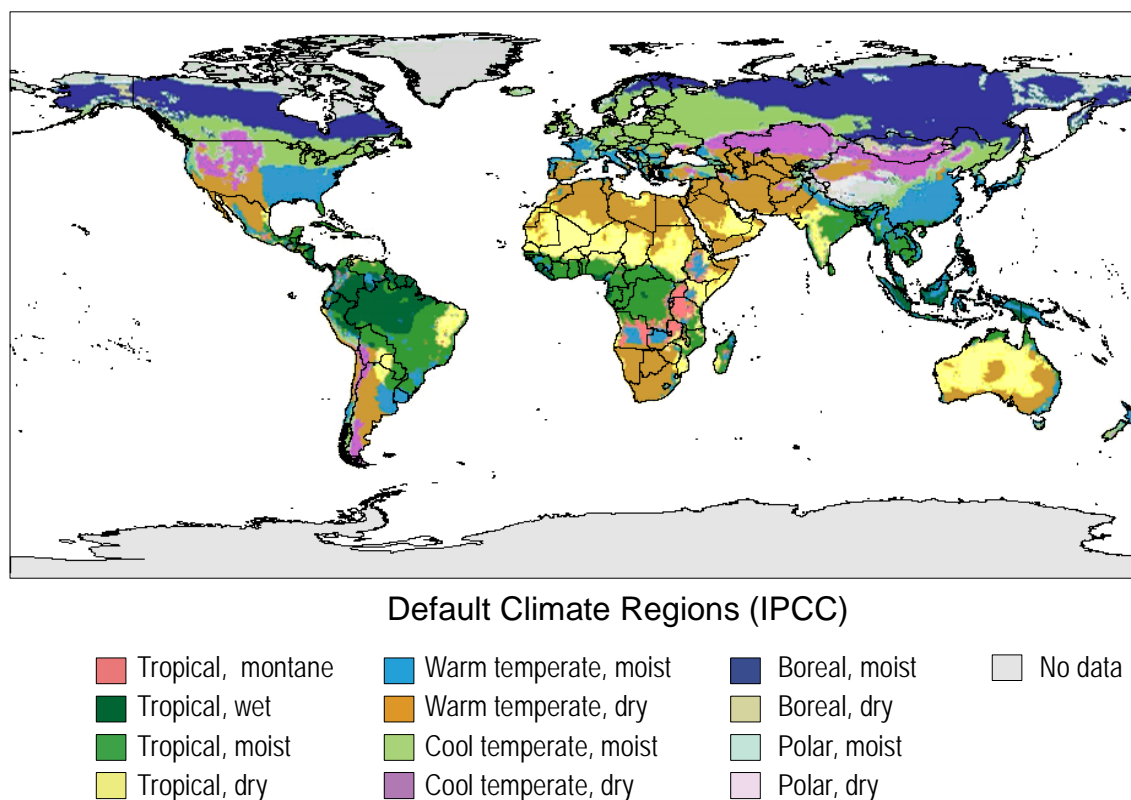 Default Climate Regions (IPCC)
Tropical, montane
Warm temperate, moist
Boreal, moist
No data
Tropical, wet
Warm temperate, dry
Boreal, dry
Tropical, moist
Cool temperate, moist
Polar, moist
Tropical, dry
Cool temperate, dry
Polar, dry